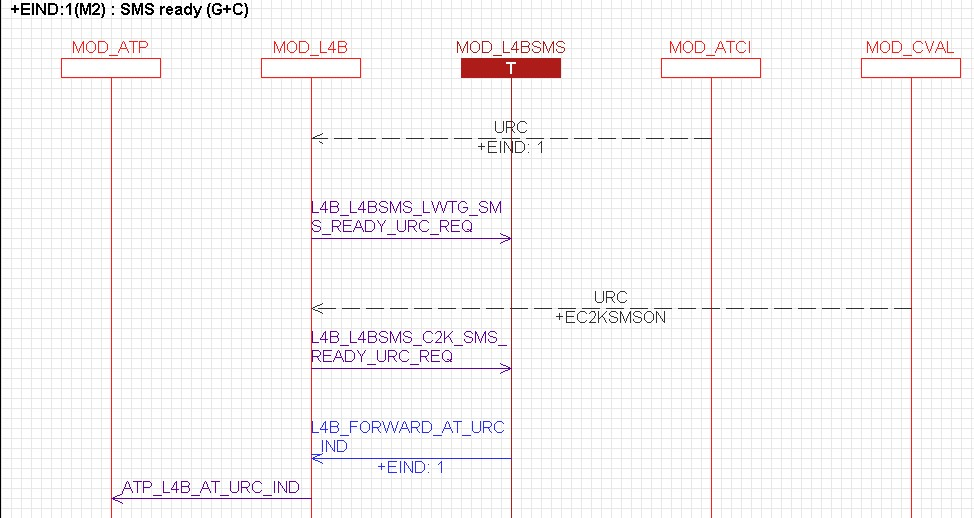 +EIND:1(M2) : SMS ready (G+C)
MOD_ATP MOD_L4B MOD_L4BSMS MOD_ATCI MOD_CVAL
T
URC
+EIND: 1
L4B_L4BSMS_LWTG_SM
S_READY_URC_REQ
URC
+EC2KSMSON
L4B_L4BSMS_C2K_SMS_
READY_URC_REQ
L4B_FORWARD_AT_URC
_IND
+EIND: 1
ATP_L4B_AT_URC_IND